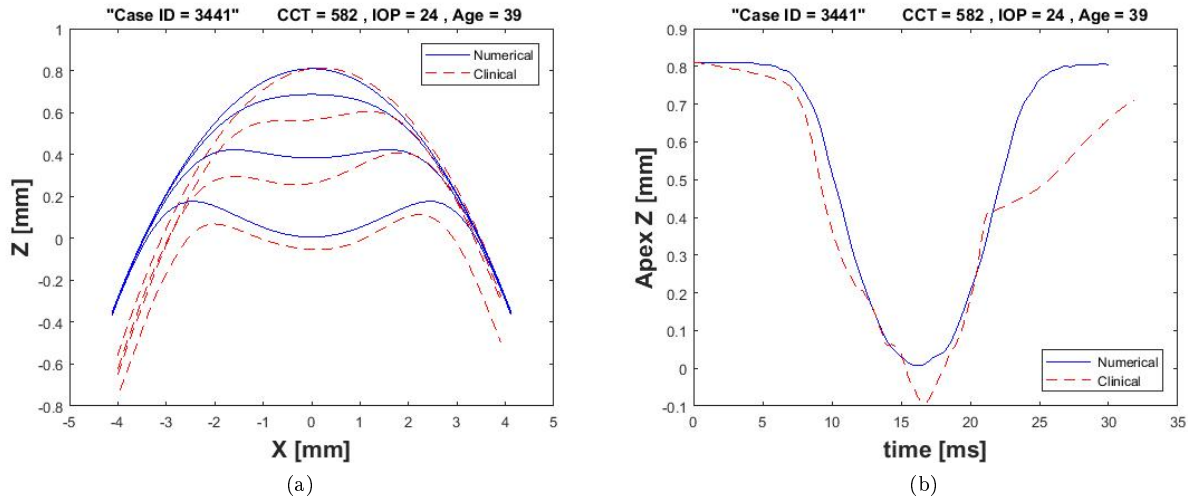 "Case ID = 3441" CCT = 582 , IOP = 24 , Age = 39
1
0.8
0.6
0.4
0.2
0
-0.2
-0.4
-0.6
-0.8
Z [mm]
Numerical
Clinical
-5 -4 -3 -2 -1 0 1 2 3 4 5
X [mm]
(a)
"Case ID = 3441" CCT = 582 , IOP = 24 , Age = 39
0.9
0.8
0.7
0.6
0.5
0.4
0.3
0.2
0.1
0
-0.1
Apex Z [mm]
Numerical
Clinical
0 5 10 15 20 25 30 35
time [ms]
(b)